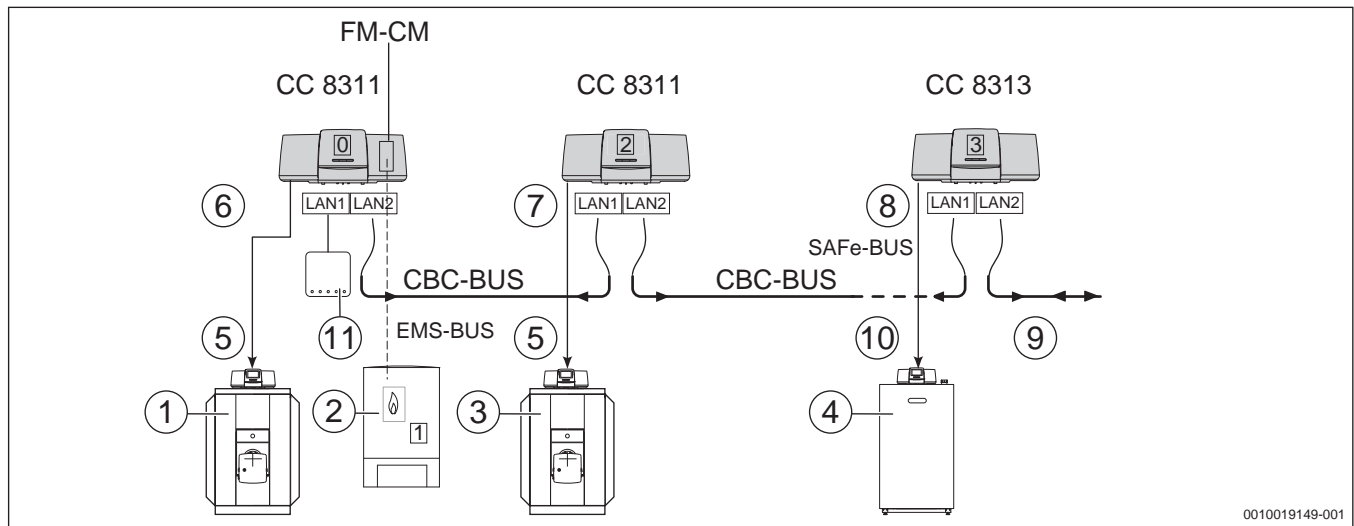 FM-CM
CC 8311
CC 8311
CC 8313
0
2
3
6
LAN1
LAN2
7
LAN1
LAN2
8
LAN1
LAN2
SAFe-BUS
CBC-BUS
CBC-BUS
5
11
EMS-BUS
5
10
9
1
2
1
3
4
0010019149-001